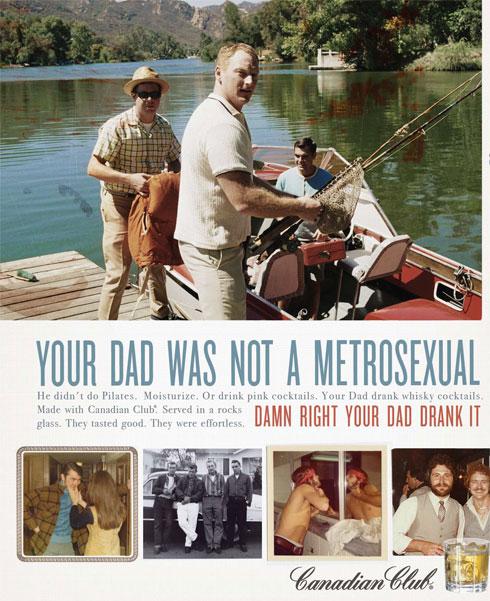 YOUR DAD WAS NOT A METROSEXUAL
He didn't do Pilates. Moisturize. Or drink pink cocktails. Your Dad drank whisky cocktails.
Made with Canadian Club®. Served in a rocks
glass. They tasted good. They were effortless.
DAMN RIGHT YOUR DAD DRANK IT
Canadian Club®